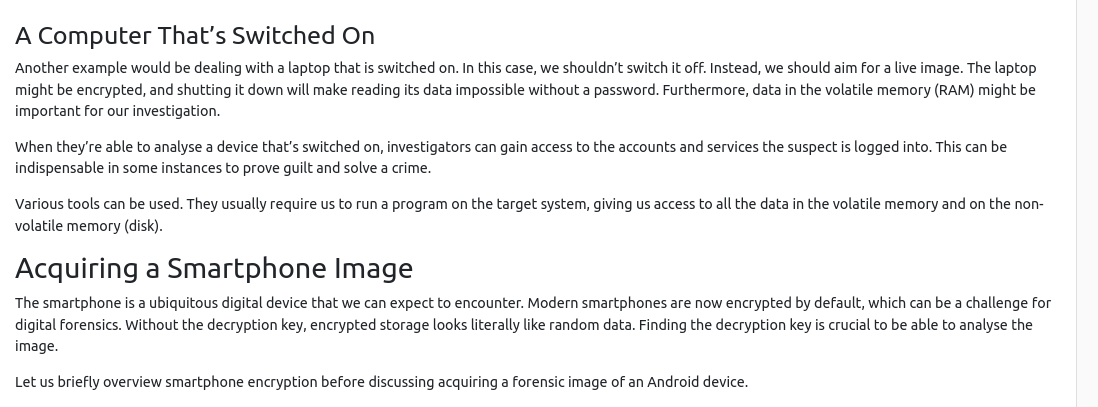 A Computer That’s Switched On
Another example would be dealing with a laptop that is switched on. In this case, we shouldn’t switch it off. Instead, we should aim for a live image. The laptop
might be encrypted, and shutting it down will make reading its data impossible without a password. Furthermore, data in the volatile memory (RAM) might be
important for our investigation.
When they’re able to analyse a device that’s switched on, investigators can gain access to the accounts and services the suspect is logged into. This can be
indispensable in some instances to prove guilt and solve a crime.
Various tools can be used. They usually require us to run a program on the target system, giving us access to all the data in the volatile memory and on the non-
volatile memory (disk).
Acquiring a Smartphone Image
The smartphone is a ubiquitous digital device that we can expect to encounter. Modern smartphones are now encrypted by default, which can be a challenge for
digital forensics. Without the decryption key, encrypted storage looks literally like random data. Finding the decryption key is crucial to be able to analyse the
image.
Let us briefly overview smartphone encryption before discussing acquiring a forensic image of an Android device.